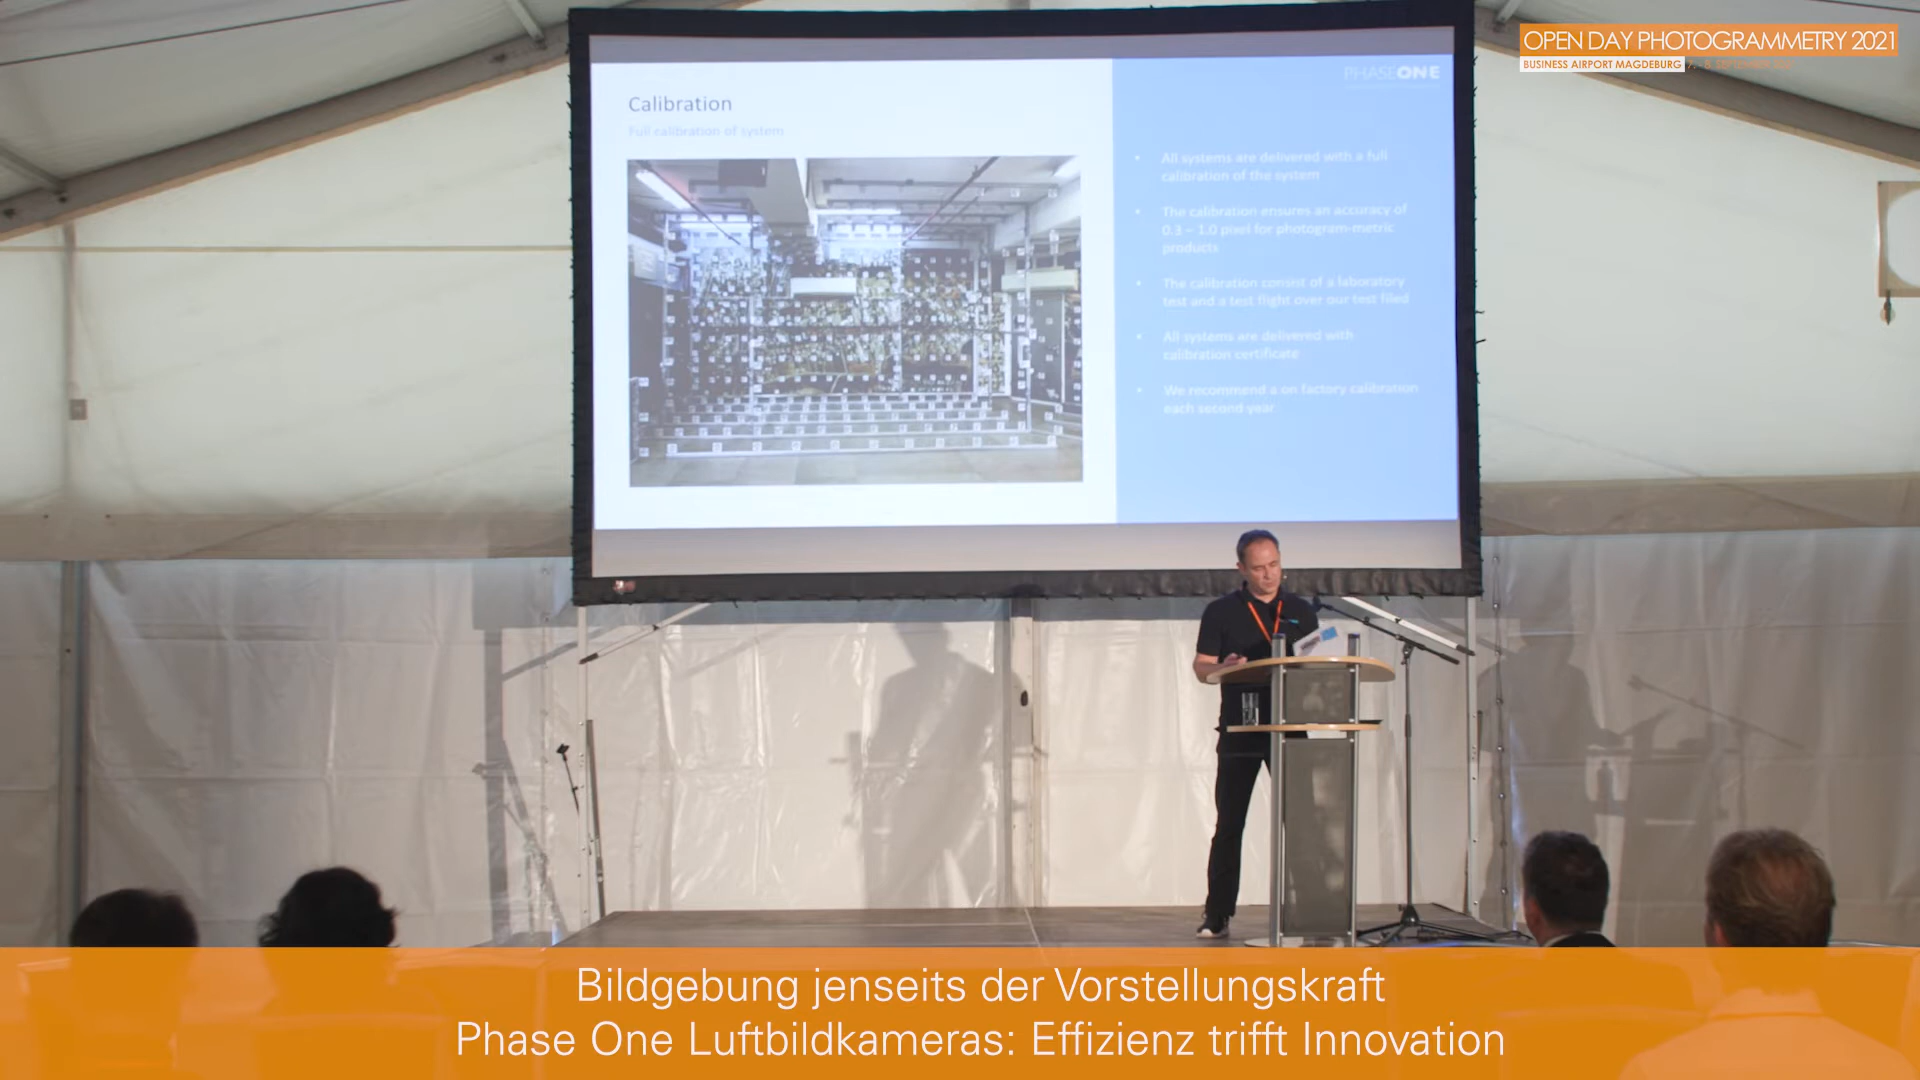 OPEN DAY PHOTOGRAMMETRY 2021
BUSINESS AIRPORT MAGDEBURG
PHASEONE
Calibration
Full calibration of system
• All systems are delivered with a full
calibration of the system
• The calibration ensures an accuracy of
0.3 – 1.0 pixel for photogram-metric
products
• The calibration consist of a laboratory
test and a test flight over our test filed
• All systems are delivered with
calibration certificate
• We recommend a on factory calibration
each second year
Bildgebung jenseits der Vorstellungskraft
Phase One Luftbildkameras: Effizienz trifft Innovation